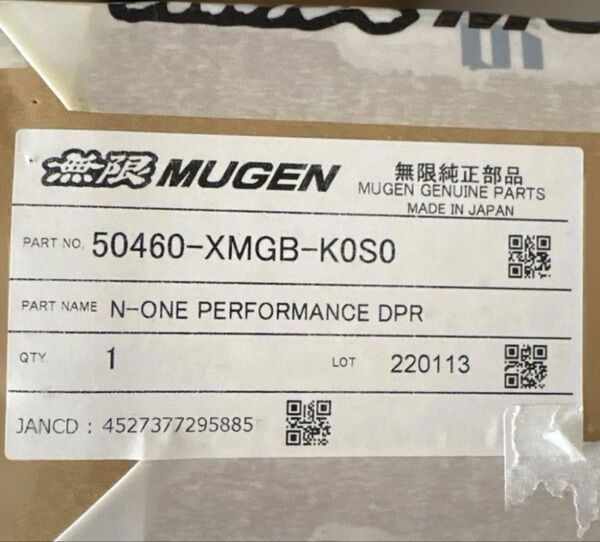 無限 MUGEN
無限純正部品
MUGEN GENUINE PARTS
MADE IN JAPAN
PART NO. 50460-XMGB-K0S0
PART NAME N-ONE PERFORMANCE DPR
QTY. 1 LOT 220113
JANCD : 4527377295885